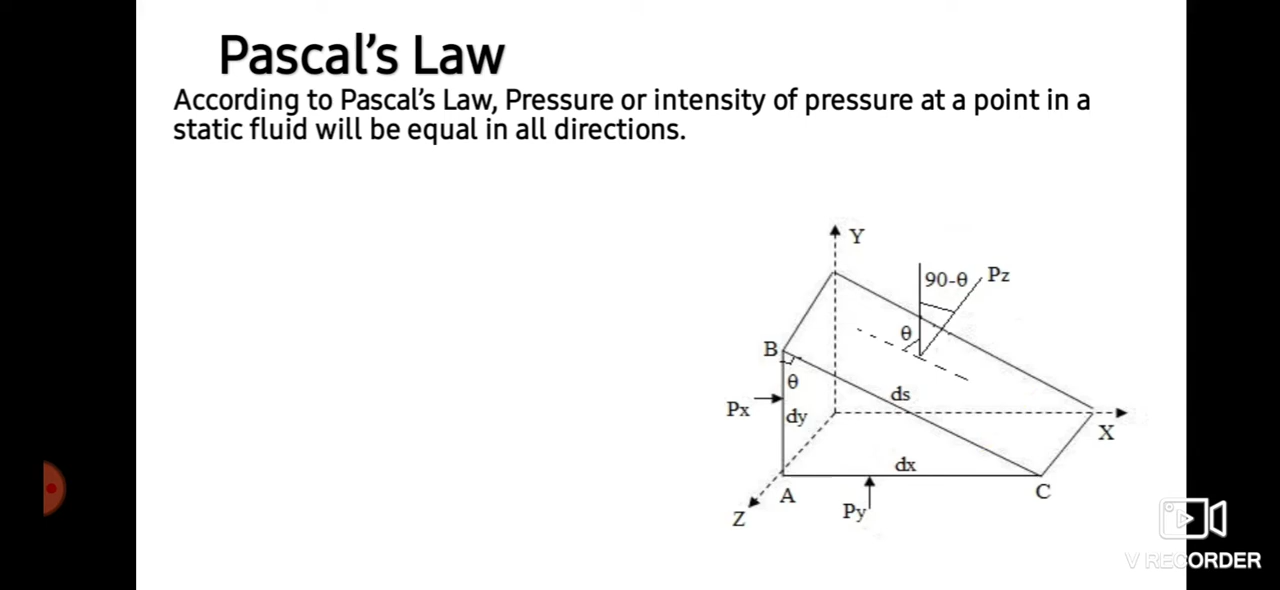 Pascal's Law
According to Pascal's Law, Pressure or intensity of pressure at a point in a
static fluid will be equal in all directions.
Y
90-θ
Pz
θ
B
θ
ds
Px
dy
X
dx
A
C
Z
Py
V RECORDER